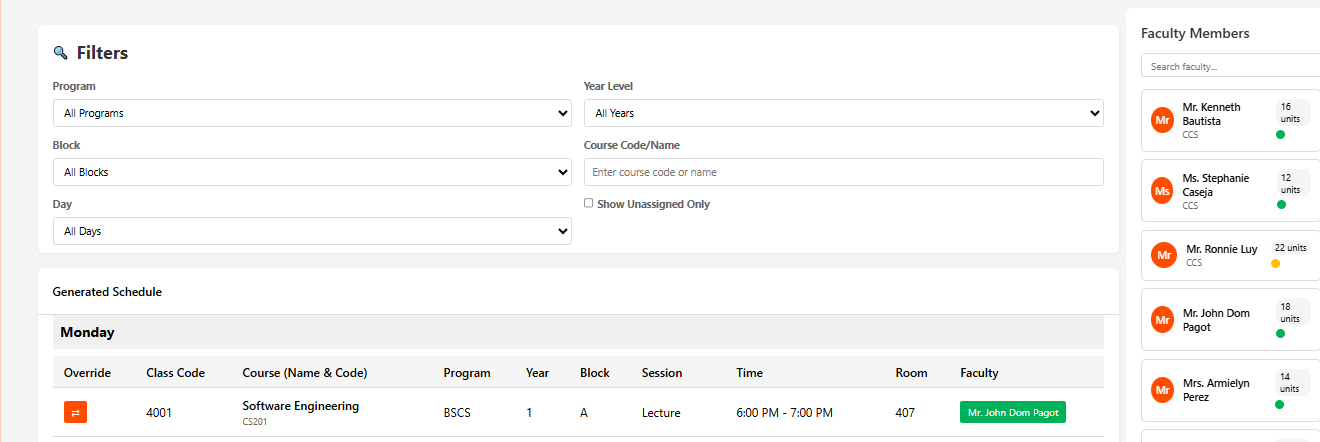 Filters
Program
All Programs
Year Level
All Years
Block
All Blocks
Course Code/Name
Enter course code or name
Day
All Days
Show Unassigned Only
Generated Schedule
Monday
Override Class Code Course (Name & Code) Program Year Block Session Time Room Faculty
4001 Software Engineering BSCS 1 A Lecture 6:00 PM - 7:00 PM 407 Mr. John Dom Pagot
CS201
Faculty Members
Search faculty...
Mr
Mr. Kenneth
Bautista
CCS
16
units
Ms
Ms. Stephanie
Caseja
CCS
12
units
Mr
Mr. Ronnie Luy
CCS
22 units
Mr
Mr. John Dom
Pagot
18
units
Mr
Mrs. Armielyn
Perez
14
units